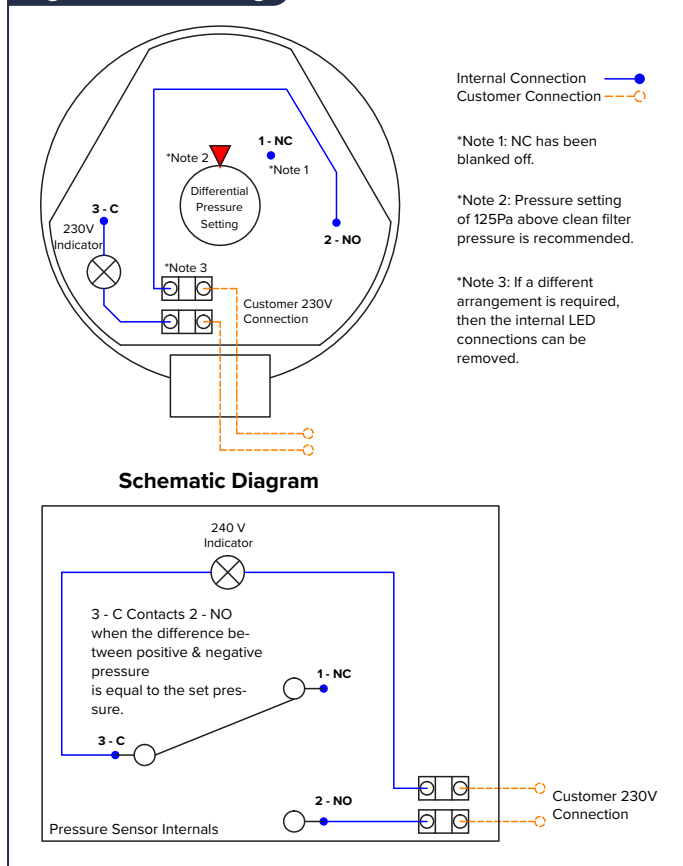 Internal Connection
Customer Connection
*Note 1: NC has been
blanked off.
*Note 2: Pressure setting
of 125Pa above clean filter
pressure is recommended.
*Note 3: If a different
arrangement is required,
then the internal LED
connections can be
removed.
1 - NC
*Note 2
*Note 1
Differential
Pressure
Setting
3 - C
230V
Indicator
2 - NO
*Note 3
Customer 230V
Connection
Schematic Diagram
240 V
Indicator
3 - C Contacts 2 - NO
when the difference be-
tween positive & negative
pressure
is equal to the set pres-
sure.
1 - NC
3 - C
2 - NO
Customer 230V
Connection
Pressure Sensor Internals